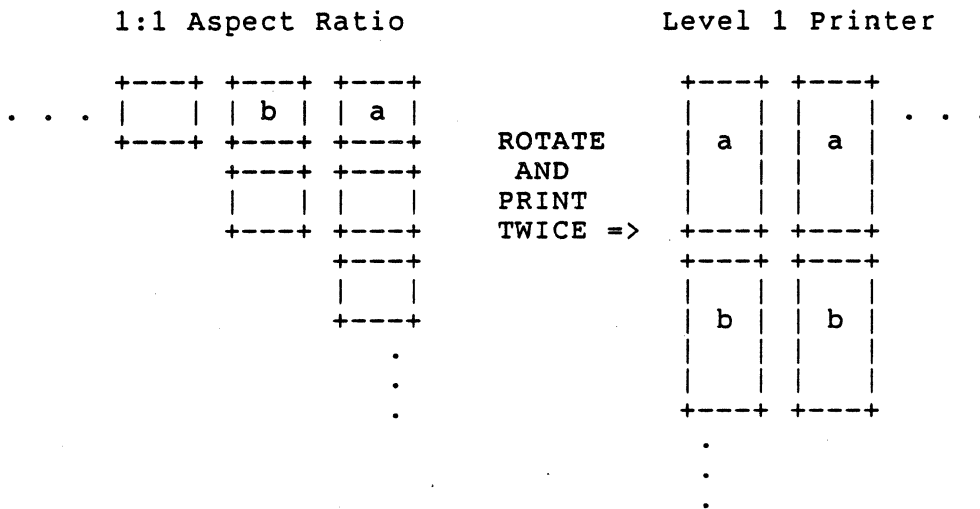 1:1 Aspect Ratio Level 1 Printer
b a
a a
ROTATE
AND
PRINT
TWICE =>
b b